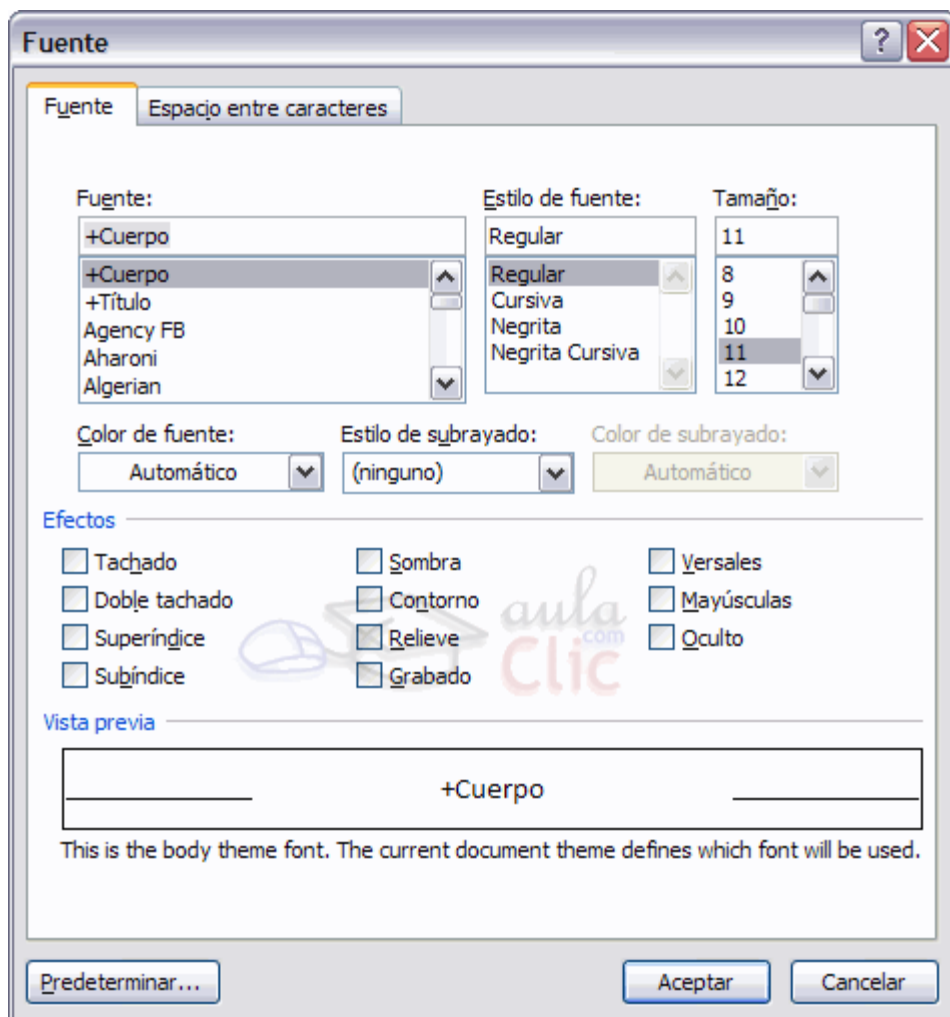 Fuente
Fuente Espacio entre caracteres
Fuente: Estilo de fuente: Tamaño:
+Cuerpo Regular 11
+Cuerpo Regular 8
+Título Cursiva 9
Agency FB Negrita 10
Aharoni Negrita Cursiva 11
Algerian 12
Color de fuente: Estilo de subrayado: Color de subrayado:
Automático (ninguno) Automático
Efectos
Tachado Sombra Versales
Doble tachado Contorno Mayúsculas
Superíndice Relieve Oculto
Subíndice Grabado
aula
.com
Clic
Vista previa
+Cuerpo
This is the body theme font. The current document theme defines which font will be used.
Predeterminar... Aceptar Cancelar